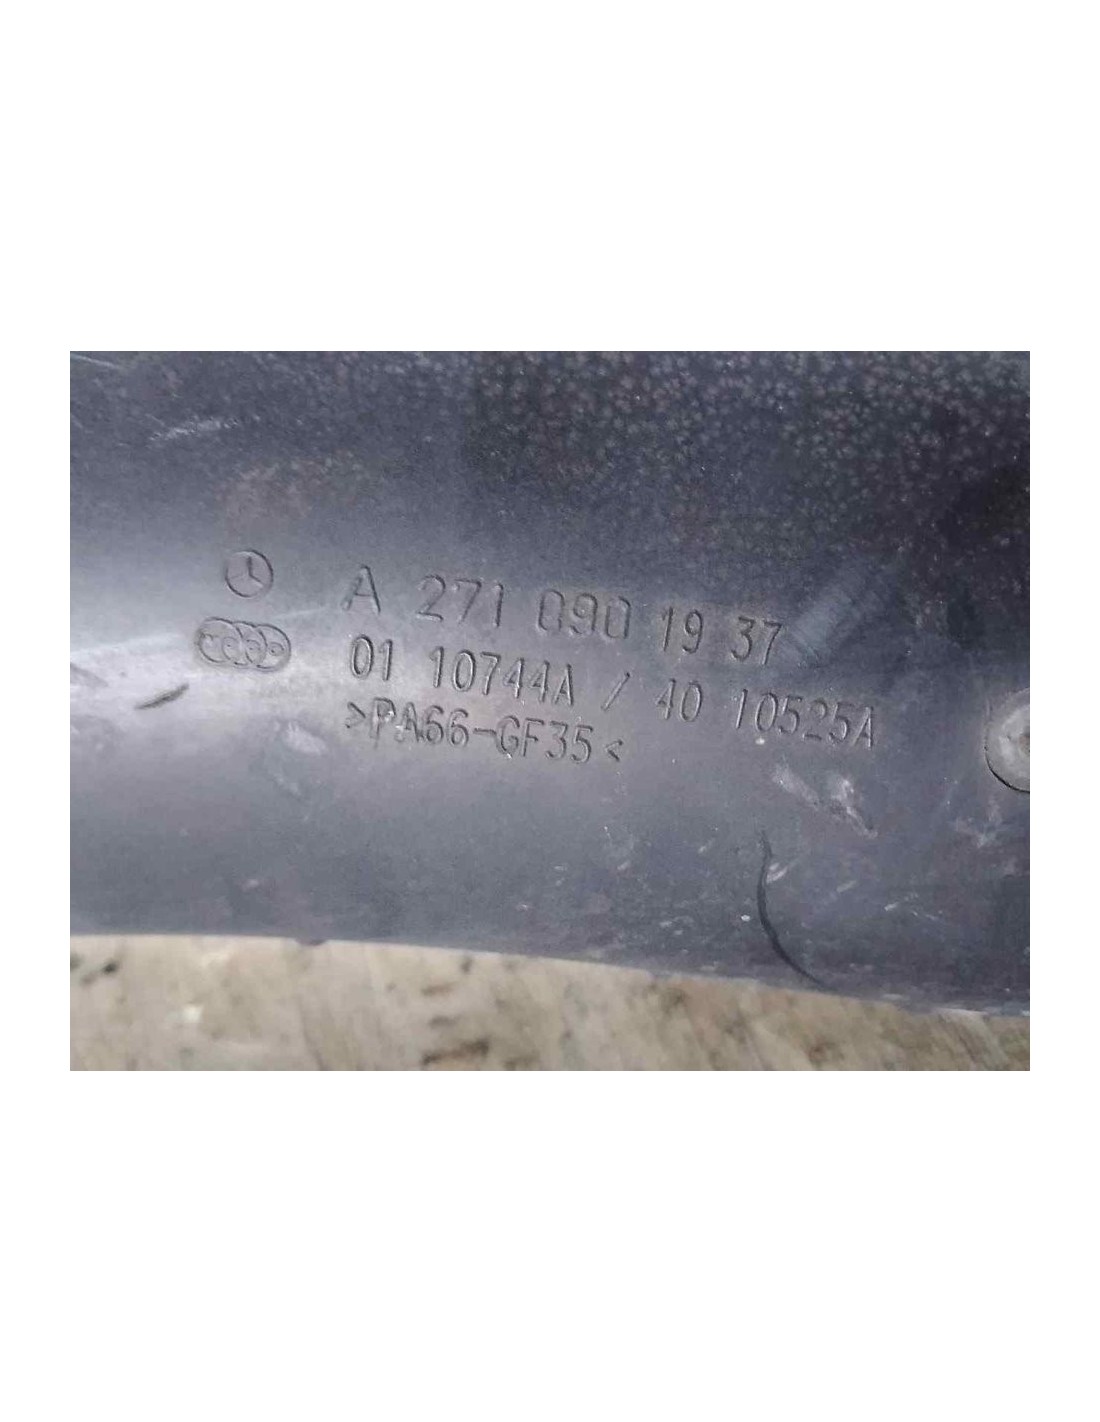 A 271 090 19 37
01 10744A / 40 10525A
>PA66-GF35<